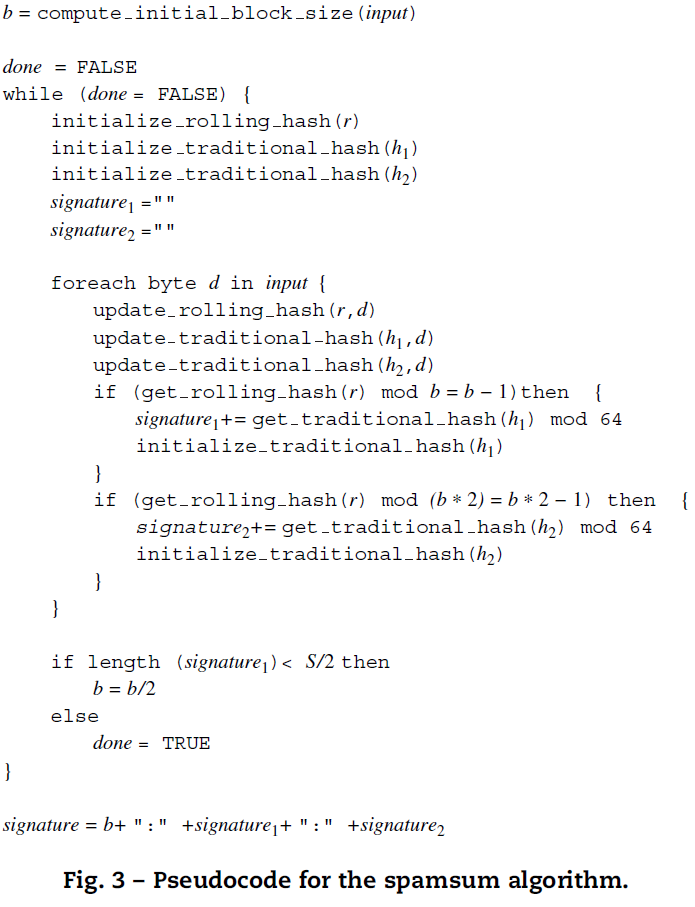 b = compute_initial_block_size(input)
done = FALSE
while (done = FALSE) {
initialize_rolling_hash(r)
initialize_traditional_hash(h₁)
initialize_traditional_hash(h₂)
signature₁ =""
signature₂ =""
foreach byte d in input {
update_rolling_hash(r,d)
update_traditional_hash(h₁,d)
update_traditional_hash(h₂,d)
if (get_rolling_hash(r) mod b = b − 1)then {
signature₁+= get_traditional_hash(h₁) mod 64
initialize_traditional_hash(h₁)
}
if (get_rolling_hash(r) mod (b * 2) = b * 2 − 1) then {
signature₂+= get_traditional_hash(h₂) mod 64
initialize_traditional_hash(h₂)
}
}
if length (signature₁)< S/2 then
b = b/2
else
done = TRUE
}
signature = b+ ":" +signature₁+ ":" +signature₂
Fig. 3 – Pseudocode for the spamsum algorithm.